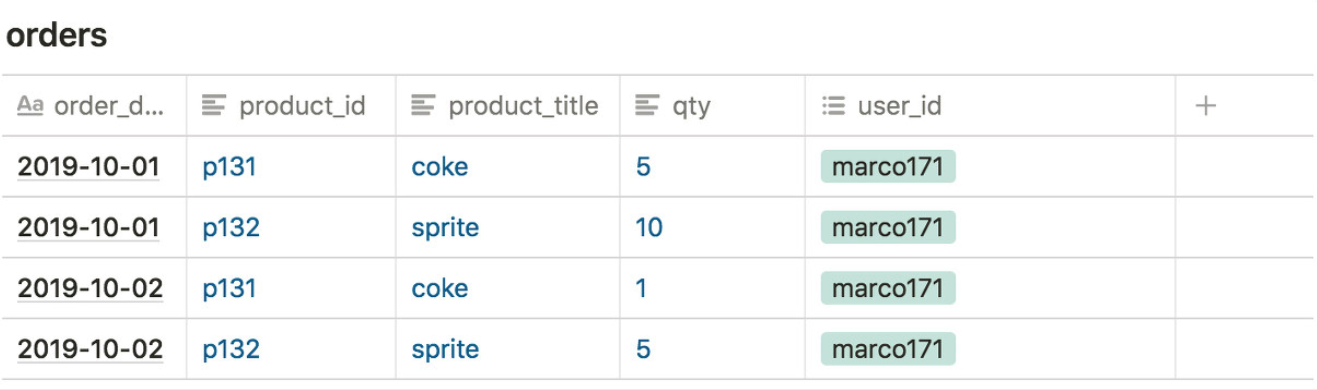 orders
Aa order_d... product_id product_title qty user_id +
2019-10-01 p131 coke 5 marco171
2019-10-01 p132 sprite 10 marco171
2019-10-02 p131 coke 1 marco171
2019-10-02 p132 sprite 5 marco171